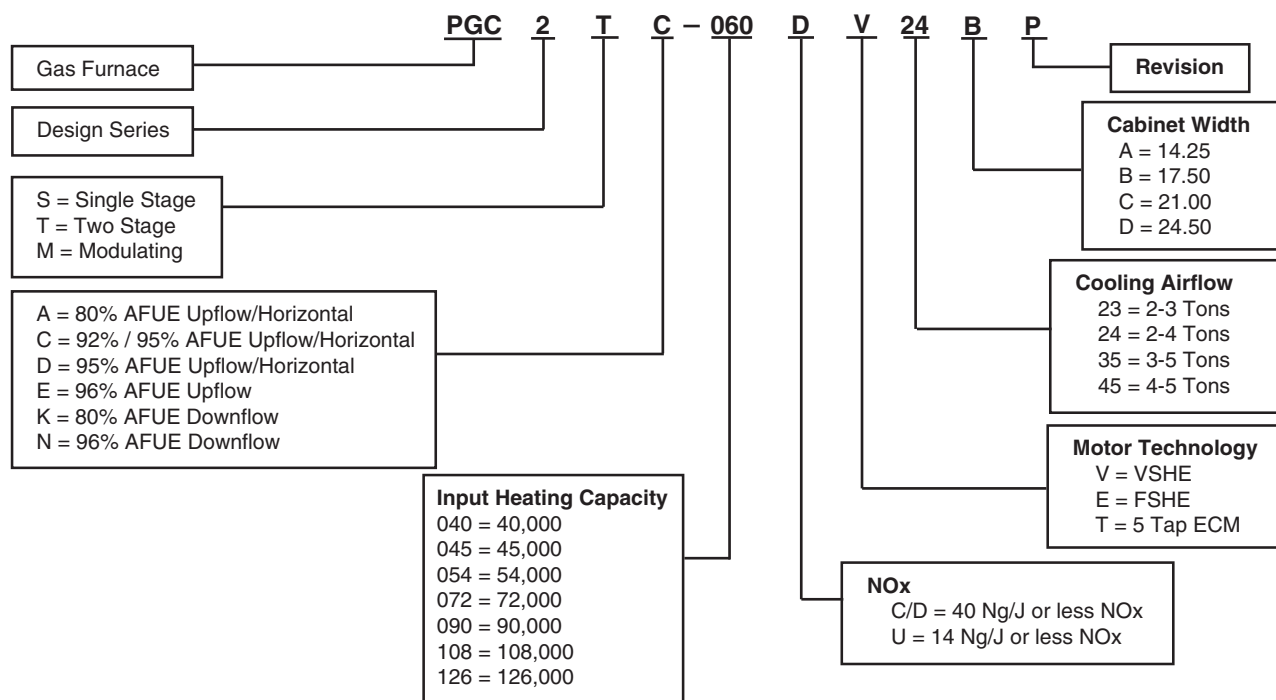 PGC 2 T C – 060 D V 24 B P
Gas Furnace
Design Series
S = Single Stage
T = Two Stage
M = Modulating
A = 80% AFUE Upflow/Horizontal
C = 92% / 95% AFUE Upflow/Horizontal
D = 95% AFUE Upflow/Horizontal
E = 96% AFUE Upflow
K = 80% AFUE Downflow
N = 96% AFUE Downflow
Input Heating Capacity
040 = 40,000
045 = 45,000
054 = 54,000
072 = 72,000
090 = 90,000
108 = 108,000
126 = 126,000
Revision
Cabinet Width
A = 14.25
B = 17.50
C = 21.00
D = 24.50
Cooling Airflow
23 = 2-3 Tons
24 = 2-4 Tons
35 = 3-5 Tons
45 = 4-5 Tons
Motor Technology
V = VSHE
E = FSHE
T = 5 Tap ECM
NOx
C/D = 40 Ng/J or less NOx
U = 14 Ng/J or less NOx